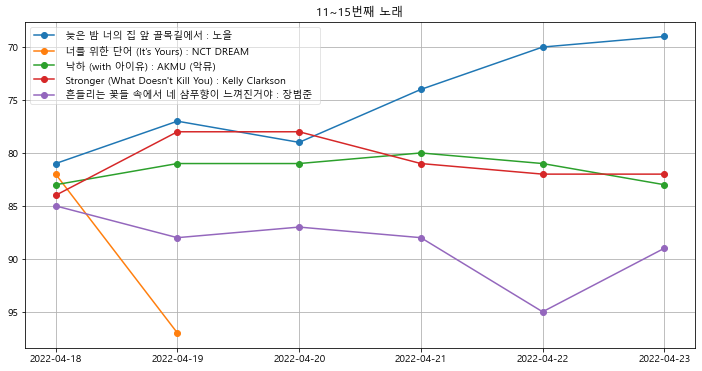 11~15번째 노래
늦은 밤 너의 집 앞 골목길에서 : 노을
너를 위한 단어 (It's Yours) : NCT DREAM
낙하 (with 아이유) : AKMU (악뮤)
Stronger (What Doesn't Kill You) : Kelly Clarkson
흔들리는 꽃들 속에서 네 샴푸향이 느껴진거야 : 장범준
70
75
80
85
90
95
2022-04-18 2022-04-19 2022-04-20 2022-04-21 2022-04-22 2022-04-23